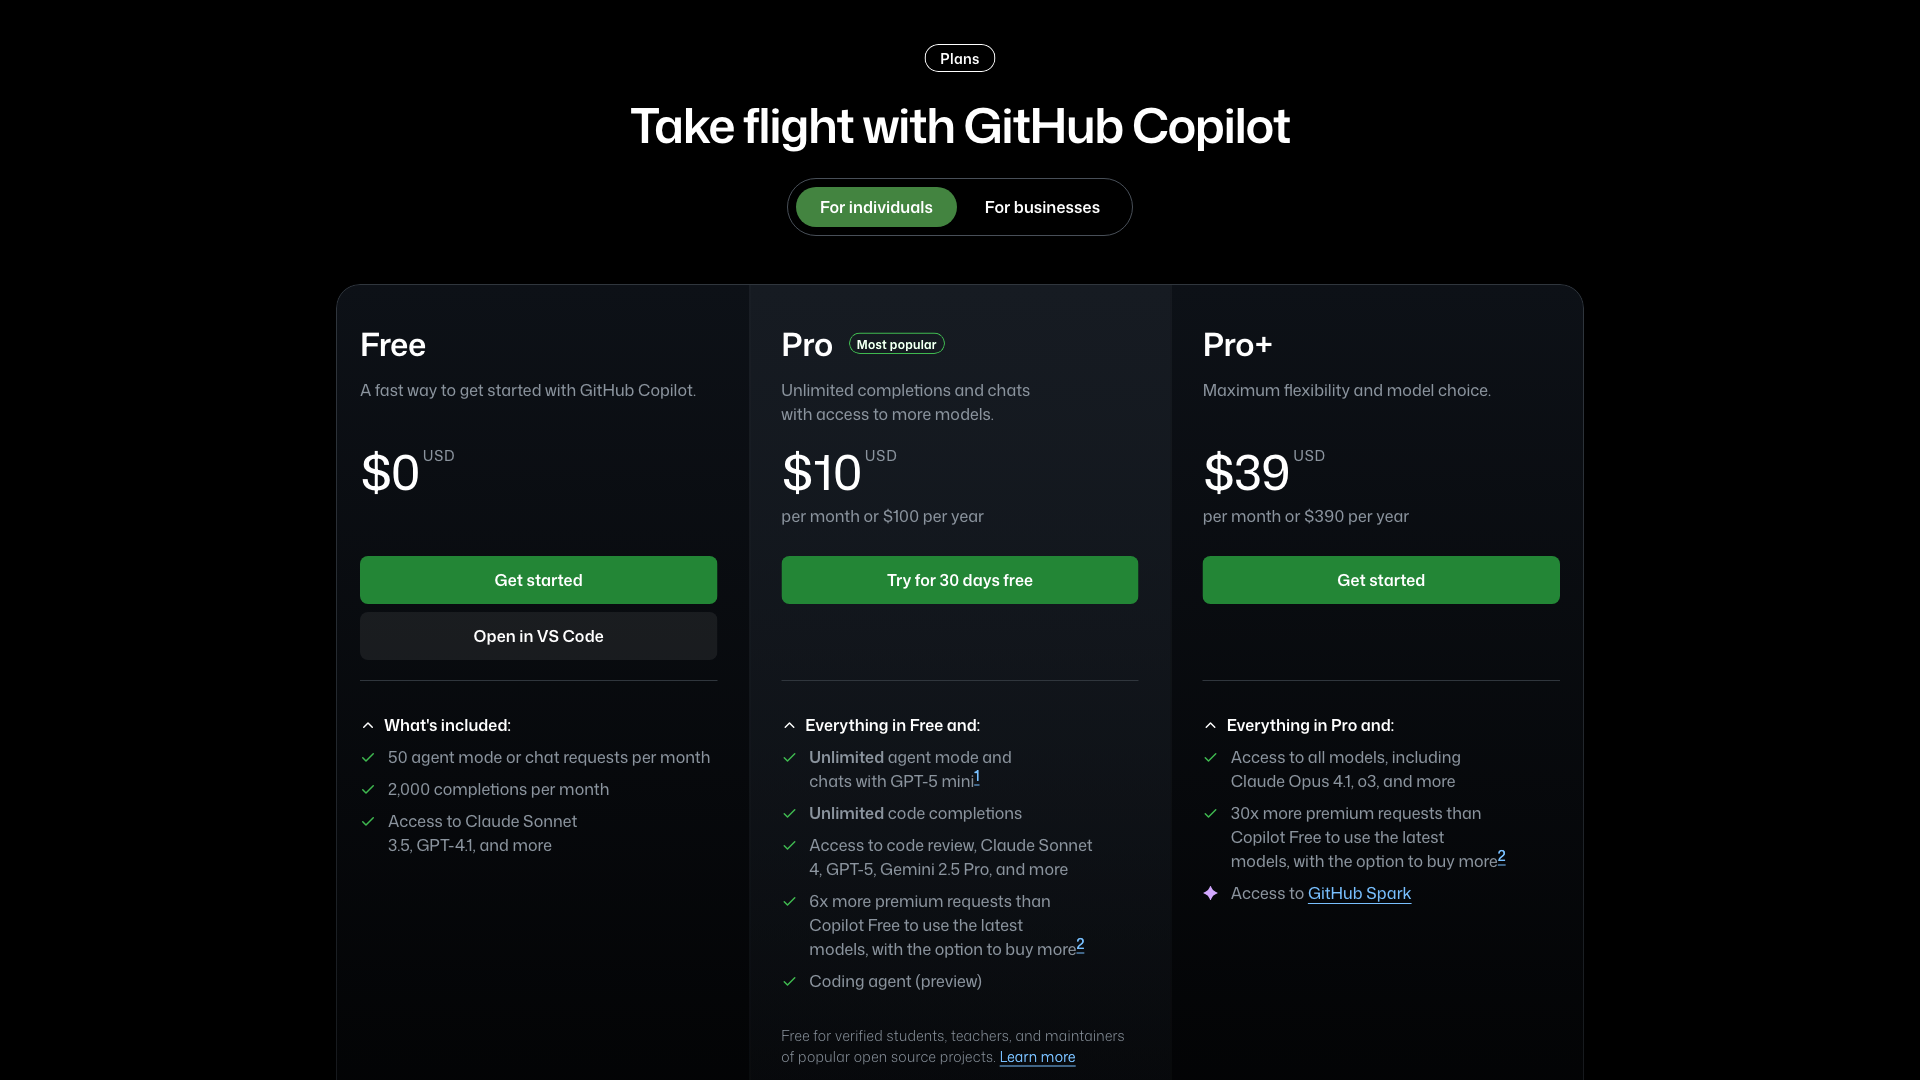 Plans
Take flight with GitHub Copilot
For individuals
For businesses
Free
A fast way to get started with GitHub Copilot.
$0 USD
Get started
Open in VS Code
What's included:
50 agent mode or chat requests per month
2,000 completions per month
Access to Claude Sonnet
3.5, GPT-4.1, and more
Pro
Most popular
Unlimited completions and chats
with access to more models.
$10 USD
per month or $100 per year
Try for 30 days free
Everything in Free and:
Unlimited agent mode and
chats with GPT-5 mini1
Unlimited code completions
Access to code review, Claude Sonnet
4, GPT-5, Gemini 2.5 Pro, and more
6x more premium requests than
Copilot Free to use the latest
models, with the option to buy more2
Coding agent (preview)
Free for verified students, teachers, and maintainers
of popular open source projects. Learn more
Pro+
Maximum flexibility and model choice.
$39 USD
per month or $390 per year
Get started
Everything in Pro and:
Access to all models, including
Claude Opus 4.1, o3, and more
30x more premium requests than
Copilot Free to use the latest
models, with the option to buy more2
Access to GitHub Spark